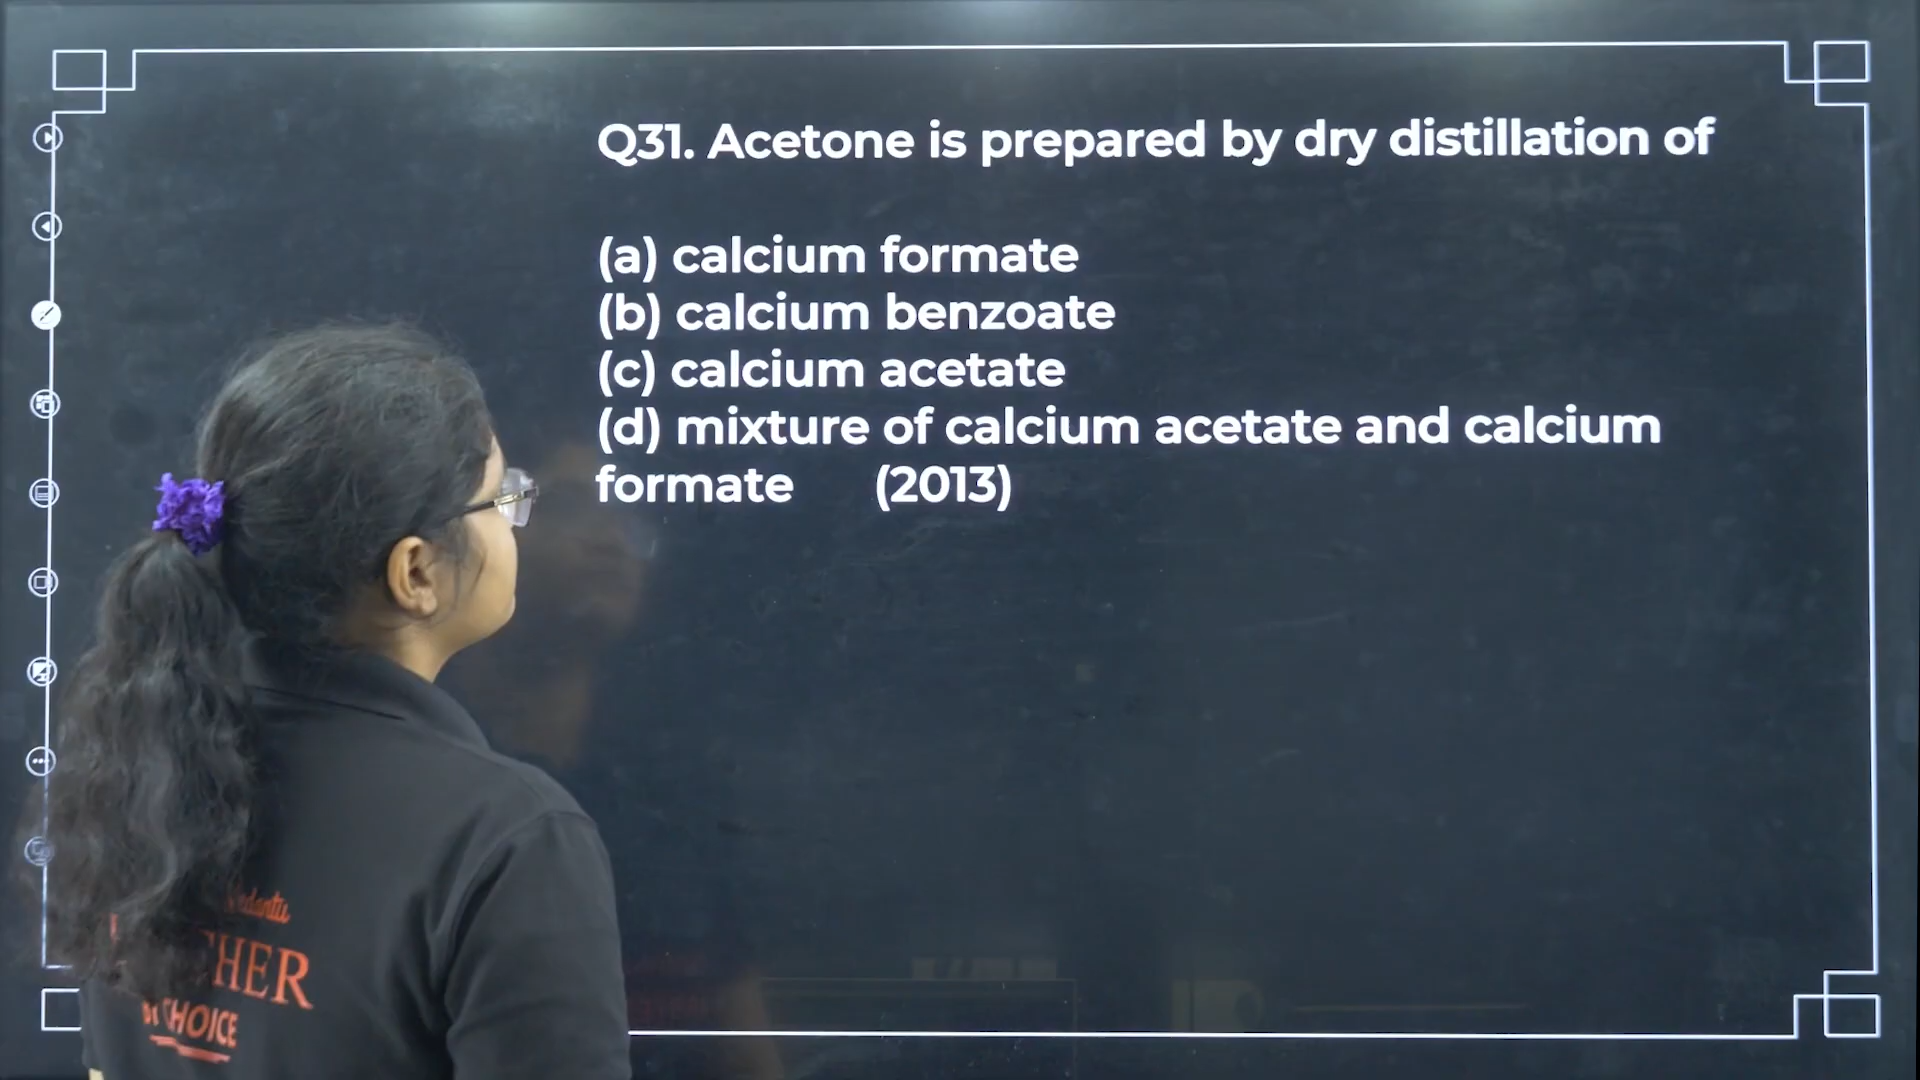 Q31. Acetone is prepared by dry distillation of
(a) calcium formate
(b) calcium benzoate
(c) calcium acetate
(d) mixture of calcium acetate and calcium
formate (2013)
CHOICE